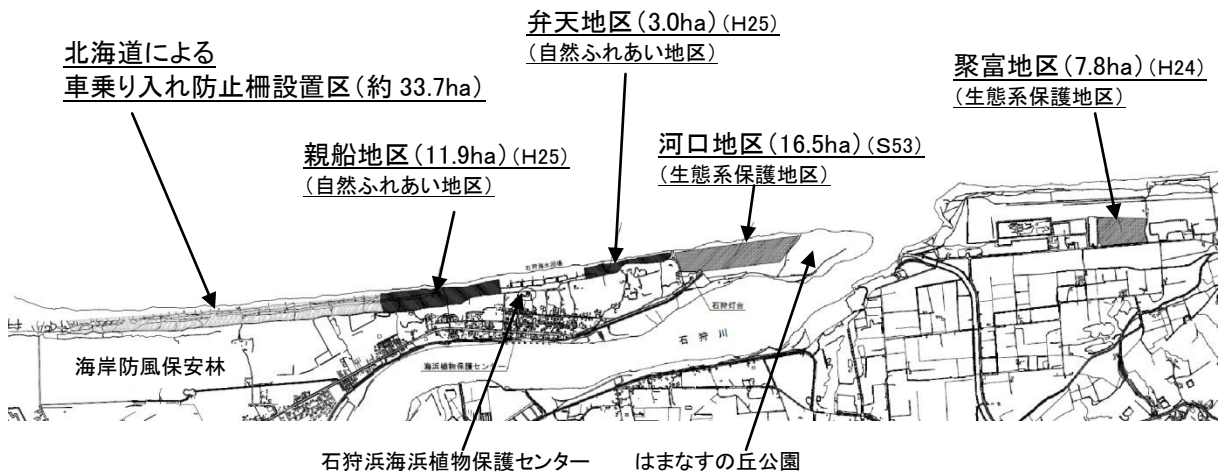 弁天地区(3.0ha)(H25)
(自然ふれあい地区)
北海道による
車乗り入れ防止柵設置区(約 33.7ha)
聚富地区(7.8ha)(H24)
(生態系保護地区)
親船地区(11.9ha)(H25)
(自然ふれあい地区)
河口地区(16.5ha)(S53)
(生態系保護地区)
石狩海水浴場
石狩灯台
石狩川
海岸防風保安林
海浜植物保護センター
石狩浜海浜植物保護センター
はまなすの丘公園